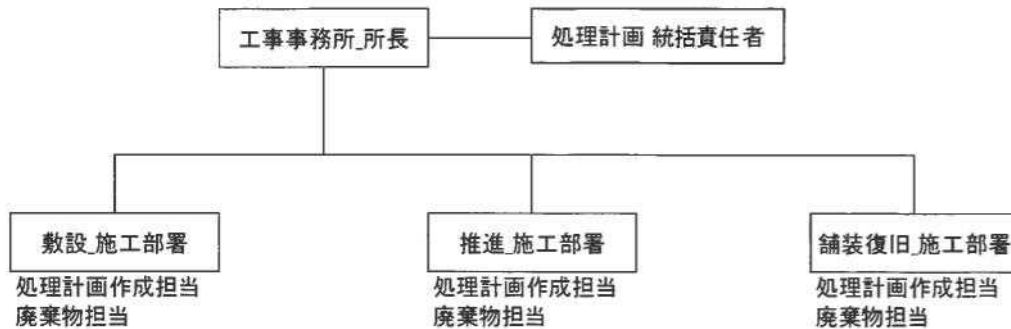 工事事務所_所長
処理計画 統括責任者
敷設_施工部署
処理計画作成担当
廃棄物担当
推進_施工部署
処理計画作成担当
廃棄物担当
舗装復旧_施工部署
処理計画作成担当
廃棄物担当